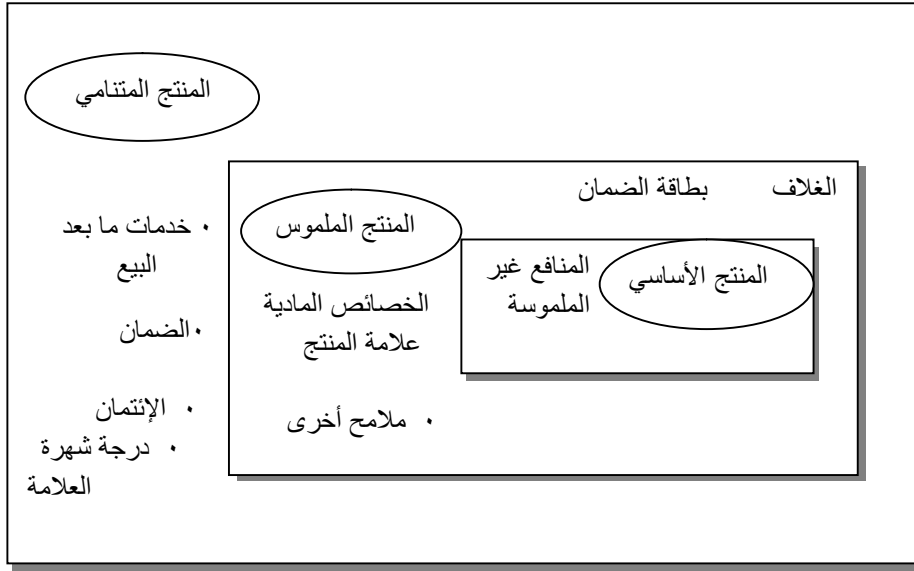 المنتج المتنامي
الغلاف بطاقة الضمان
المنتج الملموس
• خدمات ما بعد
البيع
المنتج الأساسي
المنافع غير
الملموسة
الخصائص المادية
علامة المنتج
•الضمان
• ملامح أخرى
• الإئتمان
• درجة شهرة
العلامة